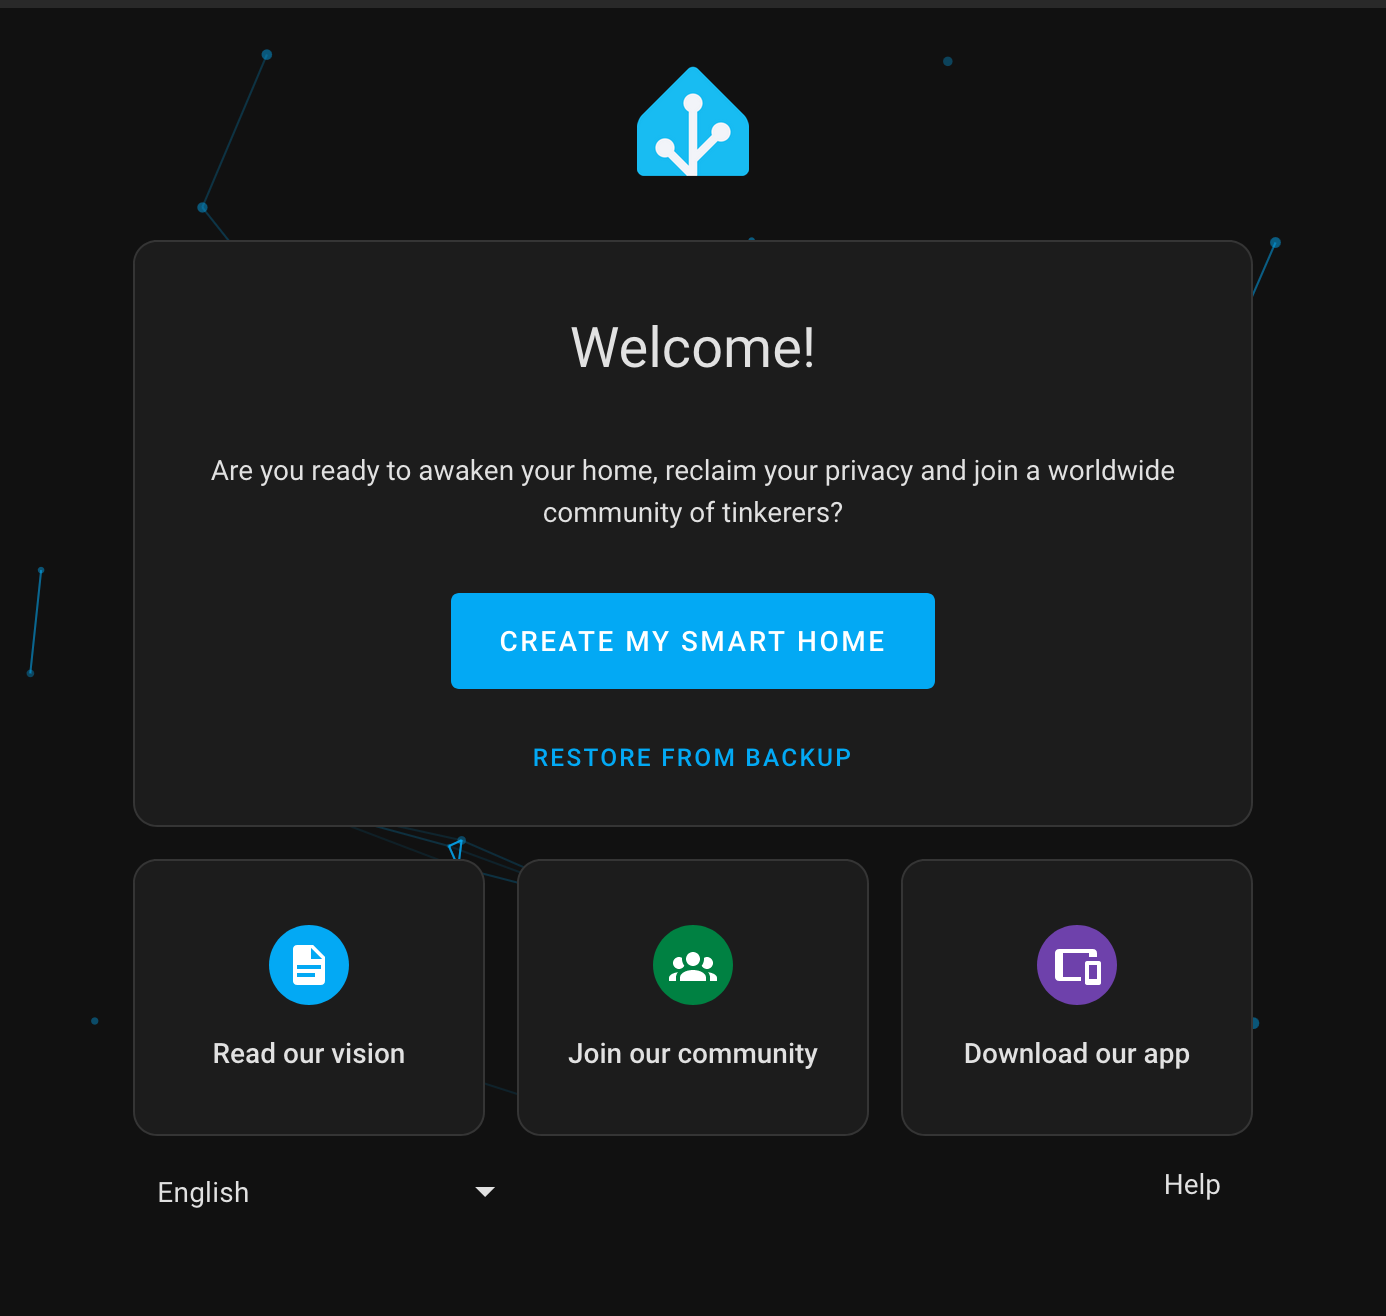 Welcome!
Are you ready to awaken your home, reclaim your privacy and join a worldwide
community of tinkerers?
CREATE MY SMART HOME
RESTORE FROM BACKUP
Read our vision
Join our community
Download our app
English
Help